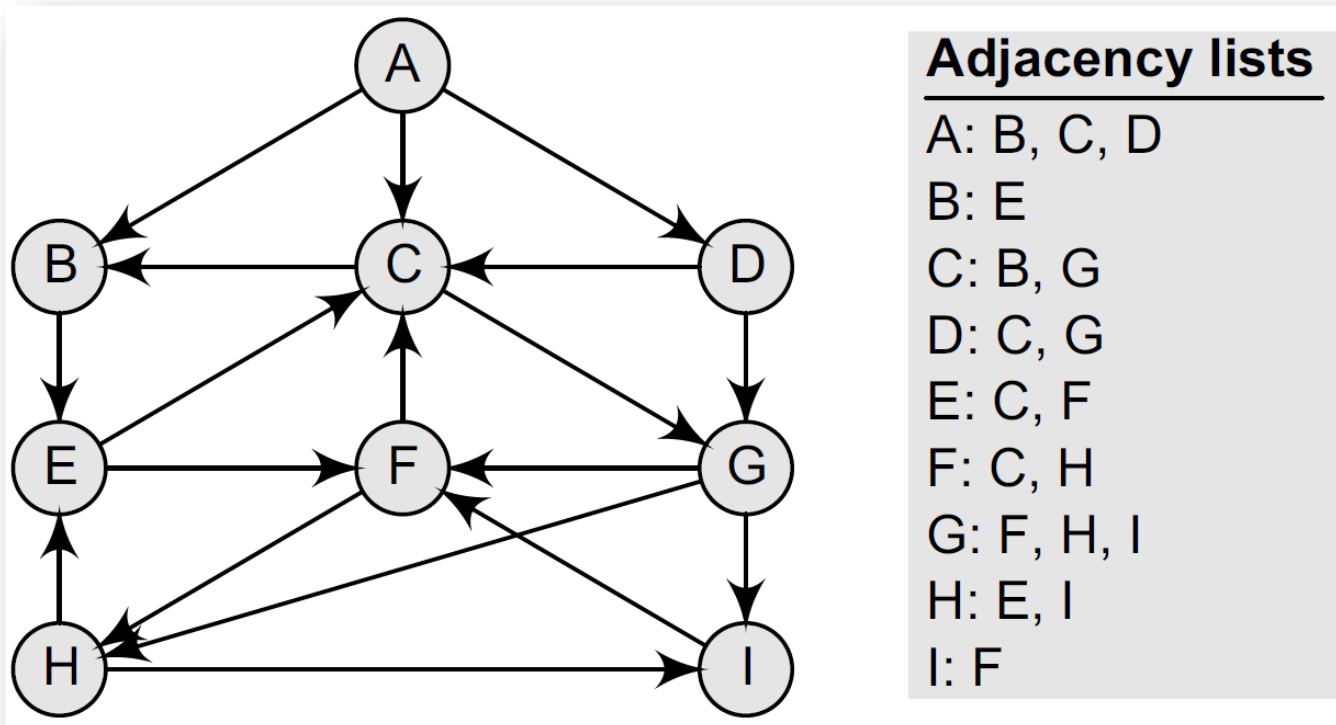 A
B
C
D
E
F
G
H
I
Adjacency lists
A: B, C, D
B: E
C: B, G
D: C, G
E: C, F
F: C, H
G: F, H, I
H: E, I
I: F